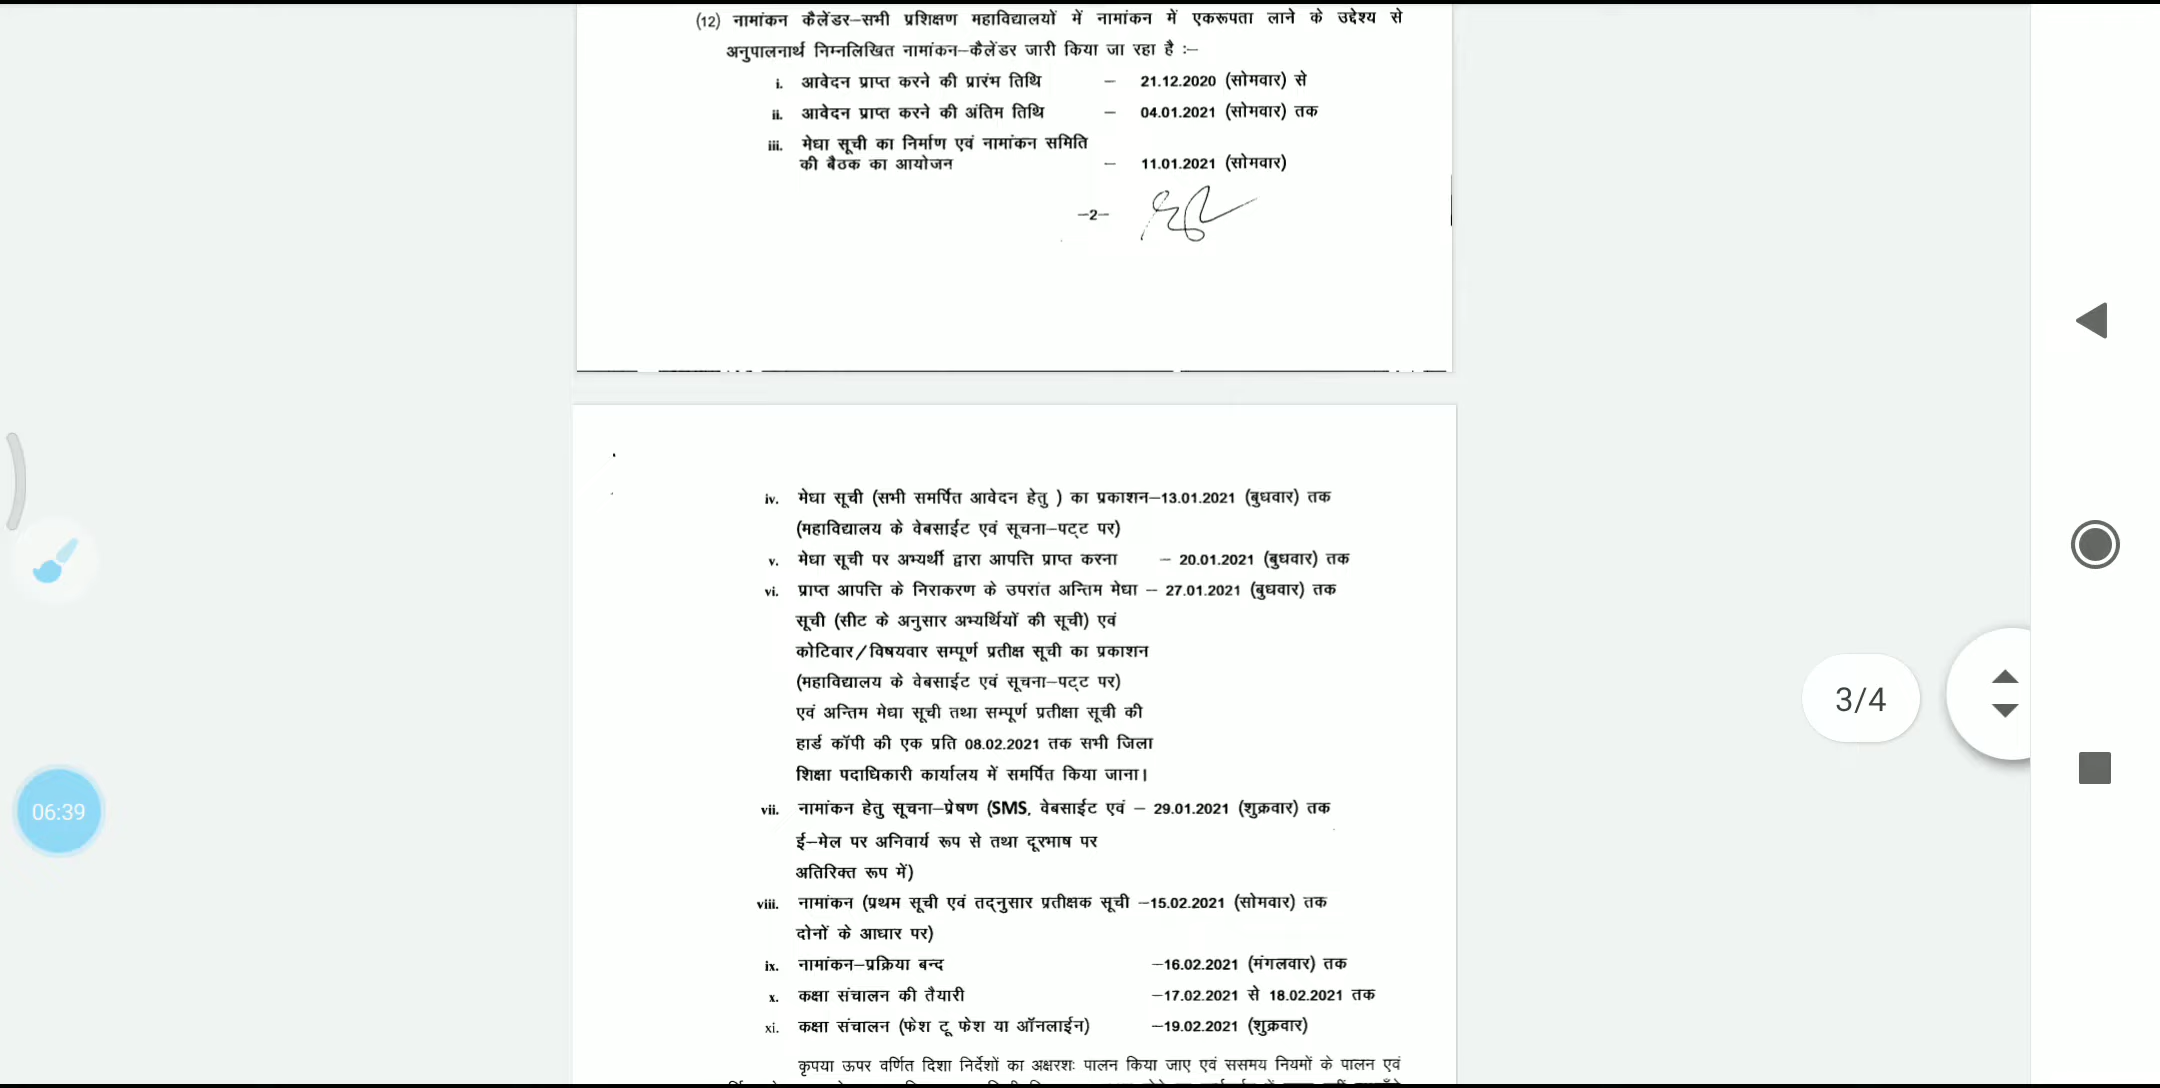 (12) नामांकन कैलेंडर–सभी प्रशिक्षण महाविद्यालयों में नामांकन में एकरूपता लाने के उद्देश्य से
अनुपालनार्थ निम्नलिखित नामांकन–कैलेंडर जारी किया जा रहा है :–
i. आवेदन प्राप्त करने की प्रारंभ तिथि – 21.12.2020 (सोमवार) से
ii. आवेदन प्राप्त करने की अंतिम तिथि – 04.01.2021 (सोमवार) तक
iii. मेधा सूची का निर्माण एवं नामांकन समिति
की बैठक का आयोजन – 11.01.2021 (सोमवार)
–2–
iv. मेधा सूची (सभी समर्पित आवेदन हेतु ) का प्रकाशन–13.01.2021 (बुधवार) तक
(महाविद्यालय के वेबसाईट एवं सूचना–पट्ट पर)
v. मेधा सूची पर अभ्यर्थी द्वारा आपत्ति प्राप्त करना – 20.01.2021 (बुधवार) तक
vi. प्राप्त आपत्ति के निराकरण के उपरांत अन्तिम मेधा – 27.01.2021 (बुधवार) तक
सूची (सीट के अनुसार अभ्यर्थियों की सूची) एवं
कोटिवार/विषयवार सम्पूर्ण प्रतीक्ष सूची का प्रकाशन
(महाविद्यालय के वेबसाईट एवं सूचना–पट्ट पर)
एवं अन्तिम मेधा सूची तथा सम्पूर्ण प्रतीक्षा सूची की
हार्ड कॉपी की एक प्रति 08.02.2021 तक सभी जिला
शिक्षा पदाधिकारी कार्यालय में समर्पित किया जाना।
3/4
vii. नामांकन हेतु सूचना–प्रेषण (SMS, वेबसाईट एवं – 29.01.2021 (शुक्रवार) तक
06:39
ई–मेल पर अनिवार्य रूप से तथा दूरभाष पर
अतिरिक्त रूप में)
viii. नामांकन (प्रथम सूची एवं तद्नुसार प्रतीक्षक सूची –15.02.2021 (सोमवार) तक
दोनों के आधार पर)
ix. नामांकन–प्रक्रिया बन्द –16.02.2021 (मंगलवार) तक
x. कक्षा संचालन की तैयारी –17.02.2021 से 18.02.2021 तक
xi. कक्षा संचालन (फेश टू फेश या ऑनलाईन) –19.02.2021 (शुक्रवार)
कृपया ऊपर वर्णित दिशा निर्देशों का अक्षरशः पालन किया जाए एवं ससमय नियमों के पालन एवं